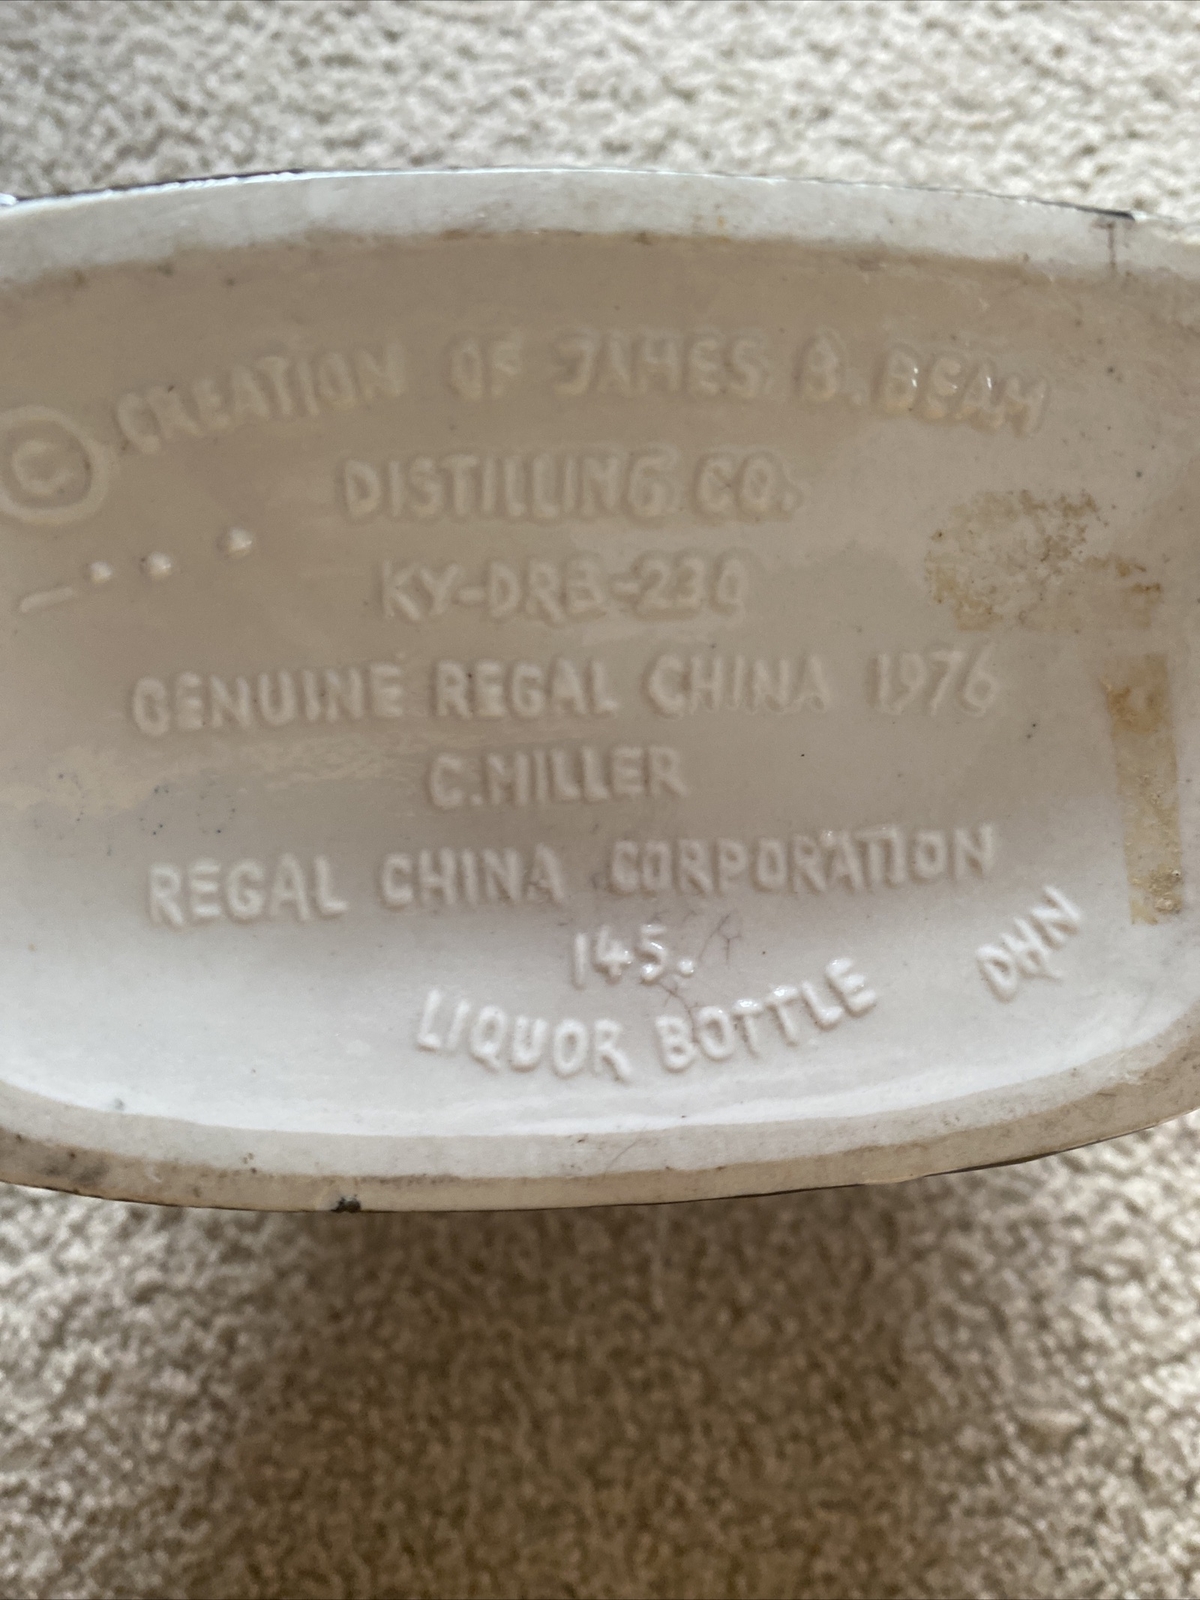 © CREATION OF JAMES B. BEAM
DISTILLING CO.
KY-DRB-230
GENUINE REGAL CHINA 1976
C.MILLER
REGAL CHINA CORPORATION
145.
LIQUOR BOTTLE
DHN